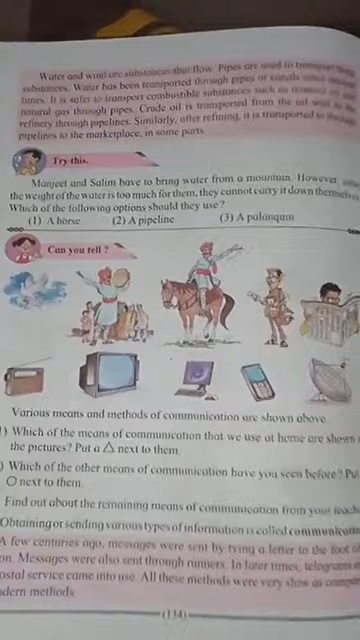 Water and wind are substances that flow. Pipes are used to transport
substances. Water has been transported through pipes or canals since
times. It is safer to transport combustible substances such as
natural gas through pipes. Crude oil is transported from the oil well to the
refinery through pipelines. Similarly, after refining, it is transported
pipelines to the marketplace, in some parts.
Try this.
Manjeet and Salim have to bring water from a mountain. However,
the weight of the water is too much for them, they cannot carry it down themselves
Which of the following options should they use?
(1) A horse (2) A pipeline (3) A palanquin
Can you tell ?
Various means and methods of communication are shown above
) Which of the means of communication that we use at home are shown
the pictures? Put a △ next to them.
) Which of the other means of communication have you seen before?
○ next to them.
Find out about the remaining means of communication from your
Obtaining or sending various types of information is called
A few centuries ago, messages were sent by tying a letter to the foot of
on. Messages were also sent through runners. In later times, telegrams
ostal service came into use. All these methods were very slow as
odern methods.
(134)